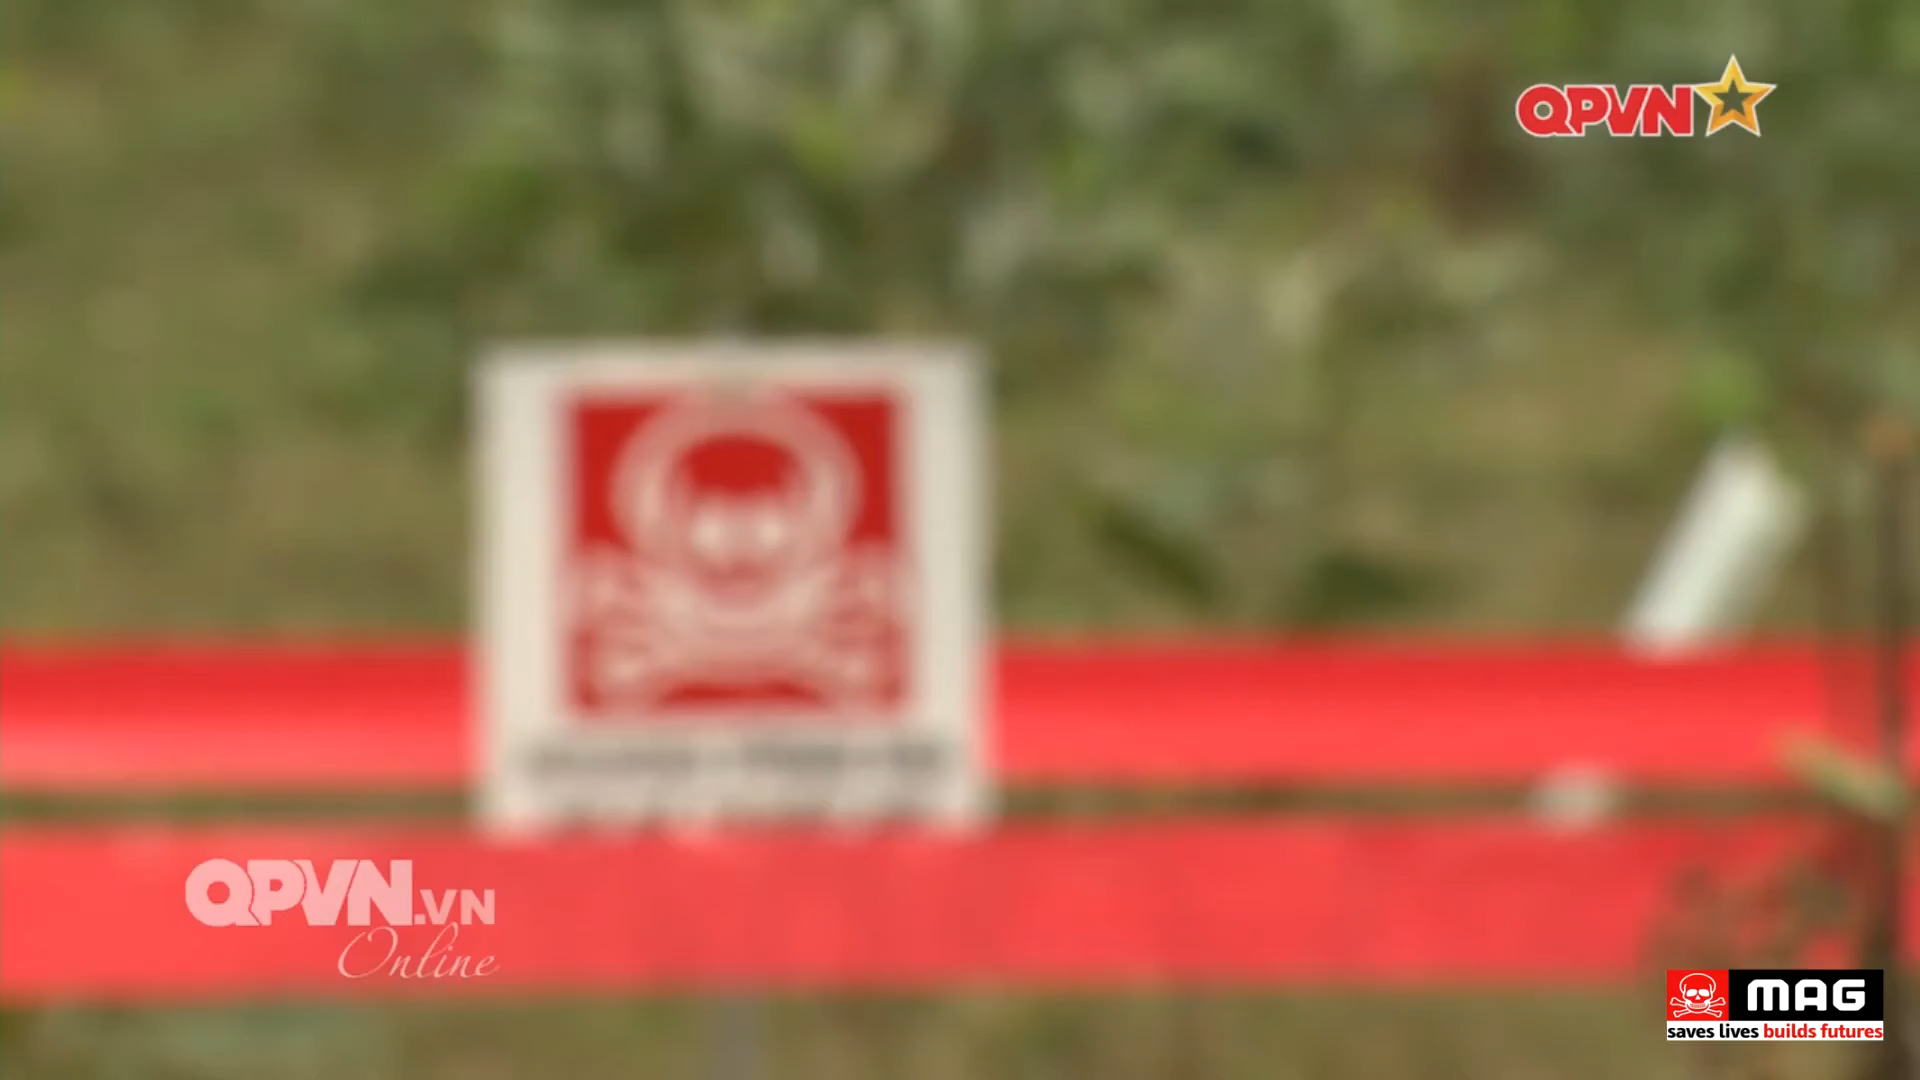 QPVN
QPVN.VN
Online
MAG
saves lives builds futures